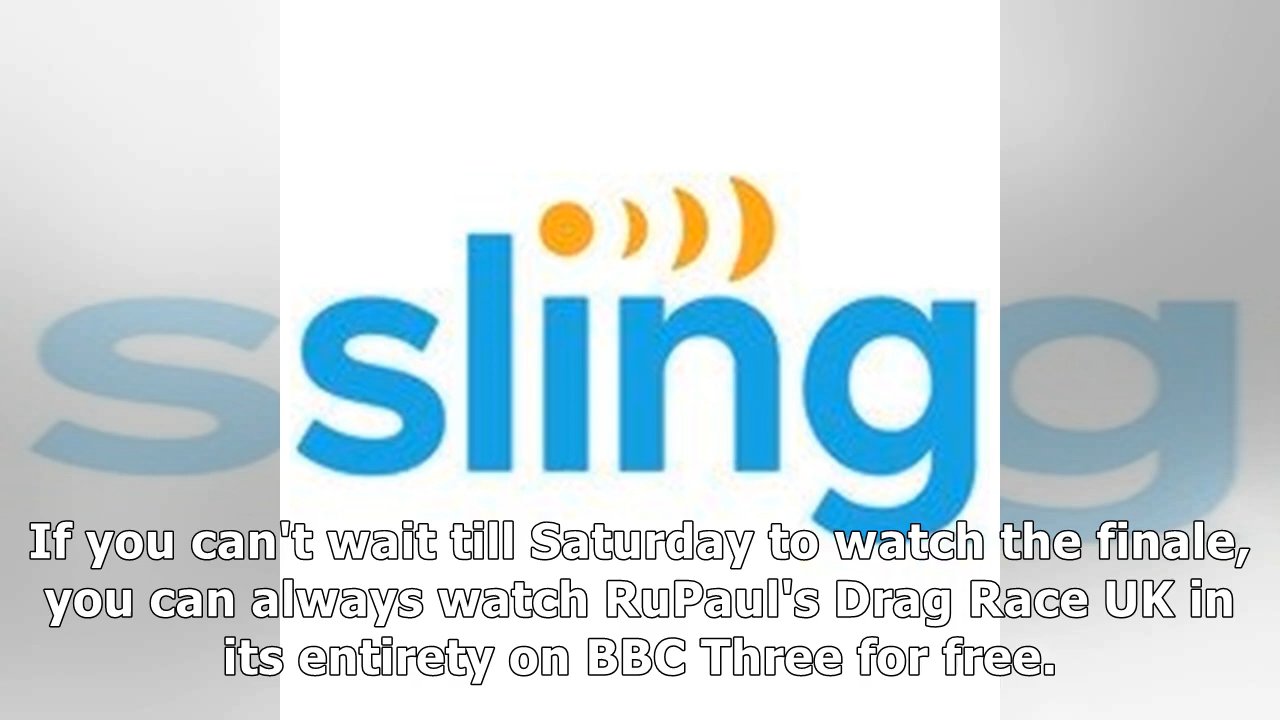 sling
If you can't wait till Saturday to watch the finale,
you can always watch RuPaul's Drag Race UK in
its entirety on BBC Three for free.